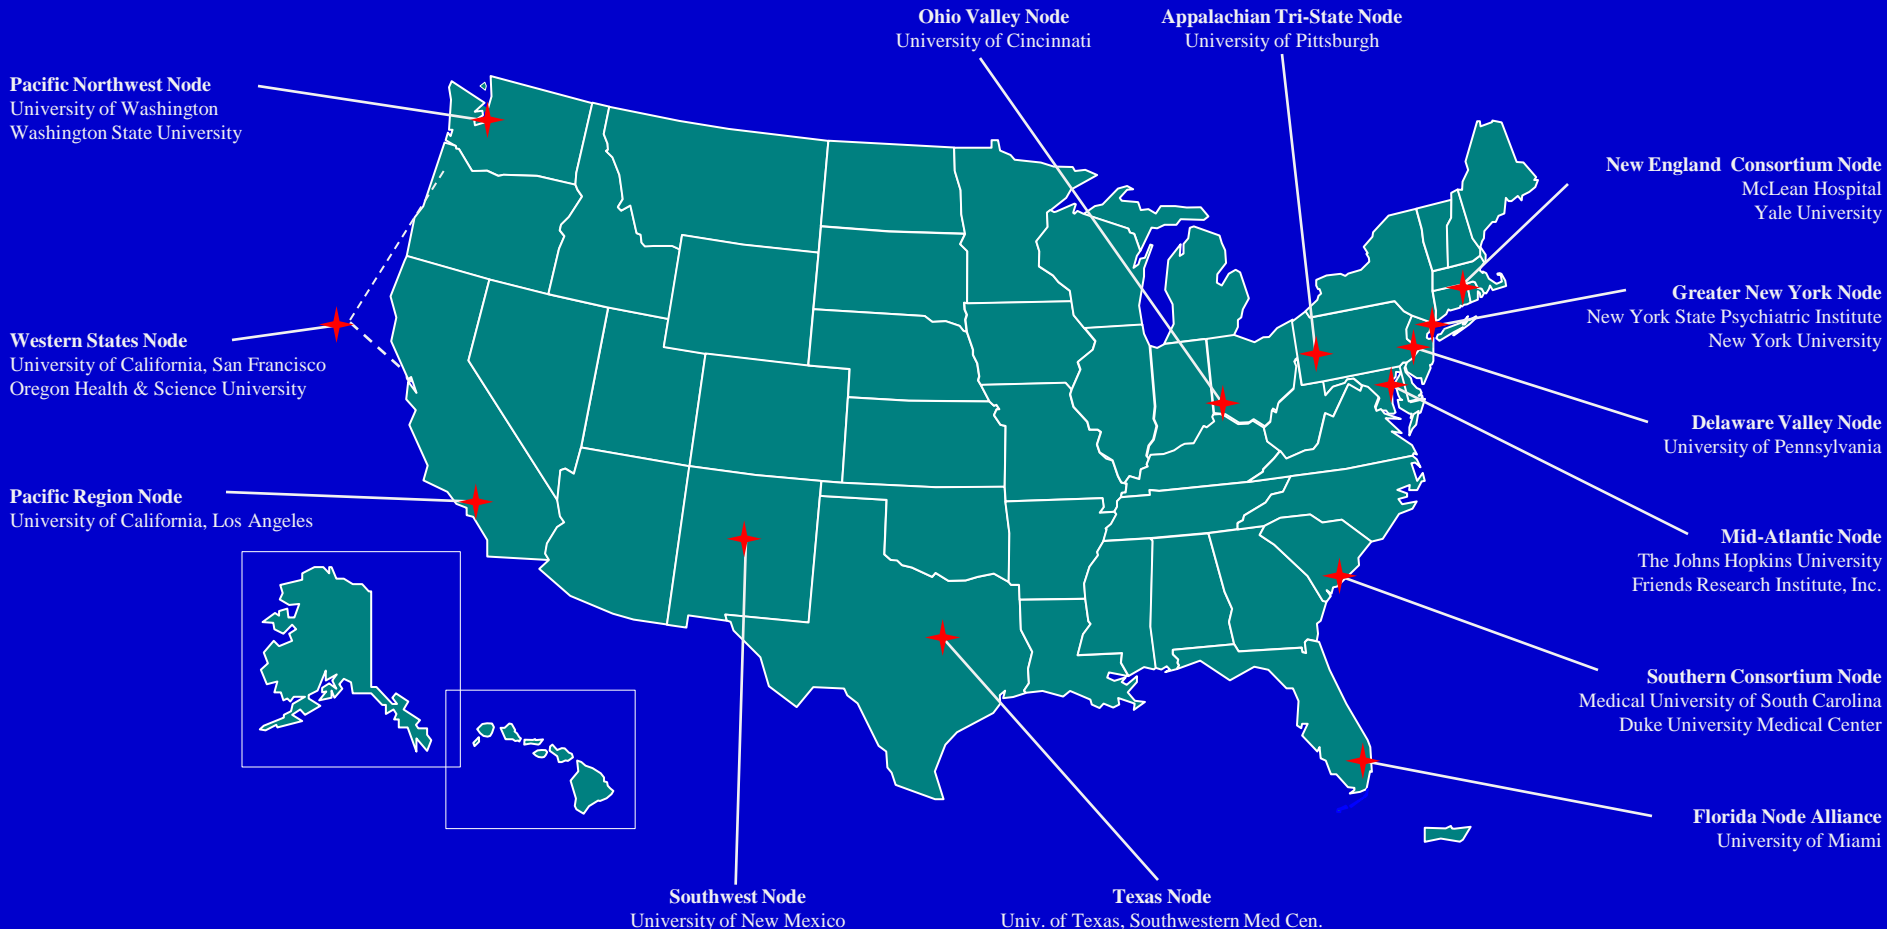 Ohio Valley Node
University of Cincinnati
Appalachian Tri-State Node
University of Pittsburgh
Pacific Northwest Node
University of Washington
Washington State University
New England Consortium Node
McLean Hospital
Yale University
Greater New York Node
New York State Psychiatric Institute
New York University
Western States Node
University of California, San Francisco
Oregon Health & Science University
Delaware Valley Node
University of Pennsylvania
Pacific Region Node
University of California, Los Angeles
Mid-Atlantic Node
The Johns Hopkins University
Friends Research Institute, Inc.
Southern Consortium Node
Medical University of South Carolina
Duke University Medical Center
Florida Node Alliance
University of Miami
Southwest Node
University of New Mexico
Texas Node
Univ. of Texas, Southwestern Med Cen.